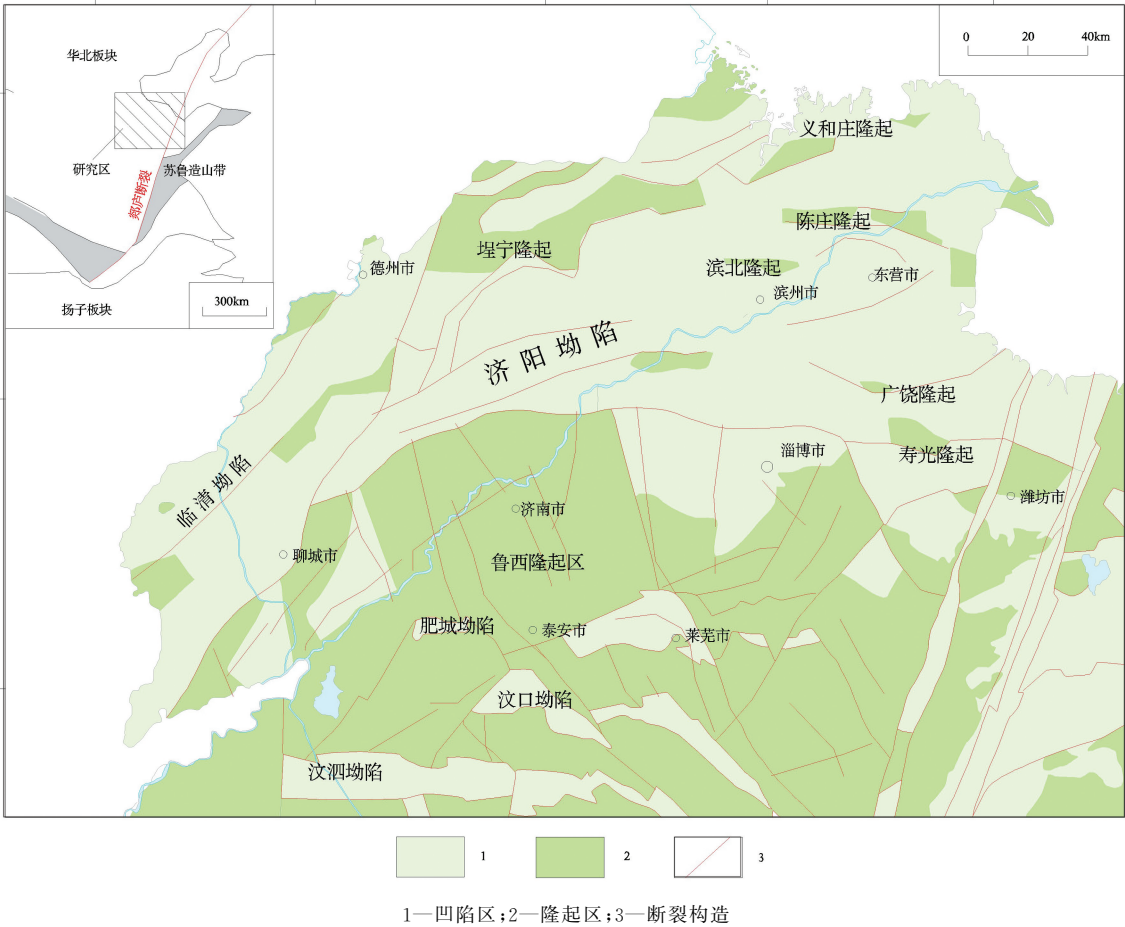 华北板块
研究区
苏鲁造山带
郯庐断裂
扬子板块
300km
0 20 40km
义和庄隆起
陈庄隆起
埕宁隆起
滨北隆起
德州市
滨州市
东营市
济阳坳陷
广饶隆起
寿光隆起
淄博市
临清坳陷
潍坊市
济南市
聊城市
鲁西隆起区
肥城坳陷
泰安市
莱芜市
汶口坳陷
汶泗坳陷
1
2
3
1—凹陷区;2—隆起区;3—断裂构造